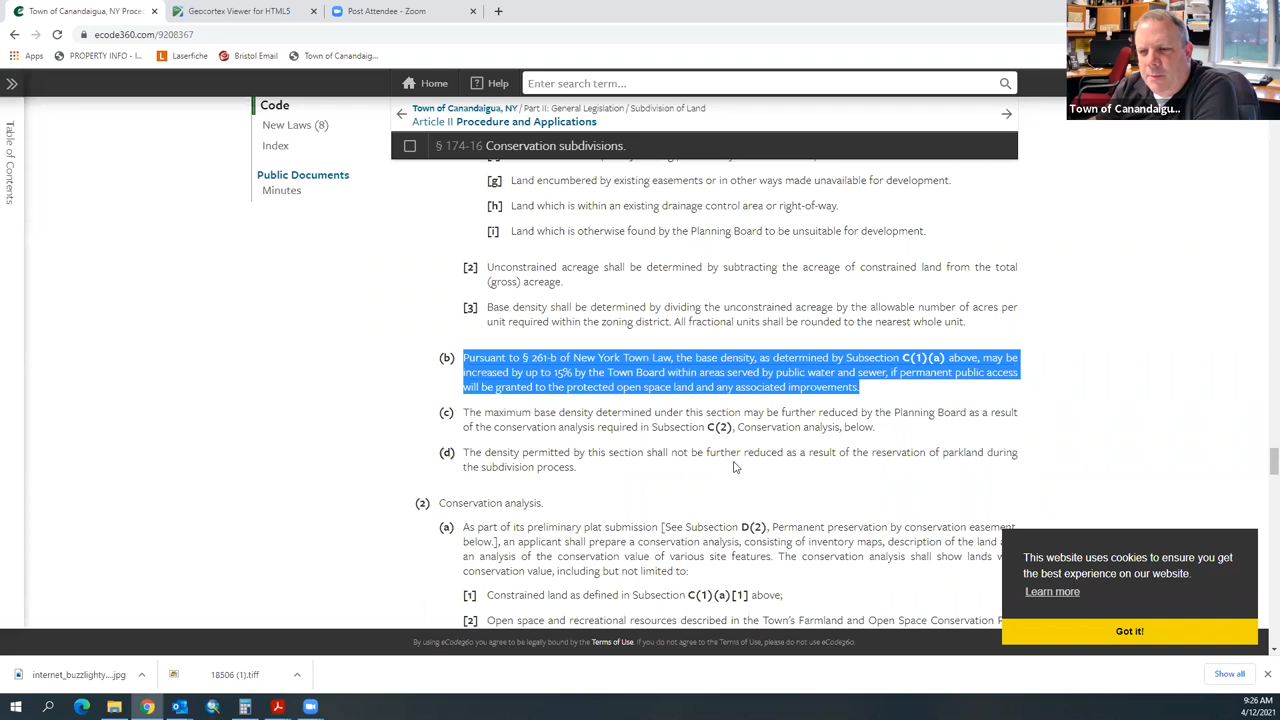 Town of Canandaigua, NY Proce
Geocortex Viewer for HTML5
Post Attendee - Zoom
ecode360.com/9208367
Apps
PROPERTY INFO - I...
Laserfiche
Bristol Email
Town of Canandaig...
Town of Canandaigu...
Home
Help
Enter search term...
Table of Contents
Code
New Laws (8)
Index
Public Documents
Minutes
Town of Canandaigua, NY / Part II: General Legislation / Subdivision of Land
Article II Procedure and Applications
§ 174-16 Conservation subdivisions.
[g] Land encumbered by existing easements or in other ways made unavailable for development.
[h] Land which is within an existing drainage control area or right-of-way.
[i] Land which is otherwise found by the Planning Board to be unsuitable for development.
[2] Unconstrained acreage shall be determined by subtracting the acreage of constrained land from the total
(gross) acreage.
[3] Base density shall be determined by dividing the unconstrained acreage by the allowable number of acres per
unit required within the zoning district. All fractional units shall be rounded to the nearest whole unit.
(b) Pursuant to § 261-b of New York Town Law, the base density, as determined by Subsection C(1)(a) above, may be
increased by up to 15% by the Town Board within areas served by public water and sewer, if permanent public access
will be granted to the protected open space land and any associated improvements.
(c) The maximum base density determined under this section may be further reduced by the Planning Board as a result
of the conservation analysis required in Subsection C(2), Conservation analysis, below.
(d) The density permitted by this section shall not be further reduced as a result of the reservation of parkland during
the subdivision process.
(2) Conservation analysis.
(a) As part of its preliminary plat submission [See Subsection D(2), Permanent preservation by conservation easement,
below.], an applicant shall prepare a conservation analysis, consisting of inventory maps, description of the land
an analysis of the conservation value of various site features. The conservation analysis shall show lands
conservation value, including but not limited to:
[1] Constrained land as defined in Subsection C(1)(a)[1] above;
[2] Open space and recreational resources described in the Town's Farmland and Open Space Conservation
This website uses cookies to ensure you get
the best experience on our website.
Learn more
Got it!
By using eCode360 you agree to be legally bound by the Terms of Use. If you do not agree to the Terms of Use, please do not use eCode360.
internet_buzzlighty....jpg
18506 (1).tiff
Show all
9:26 AM
4/12/2021